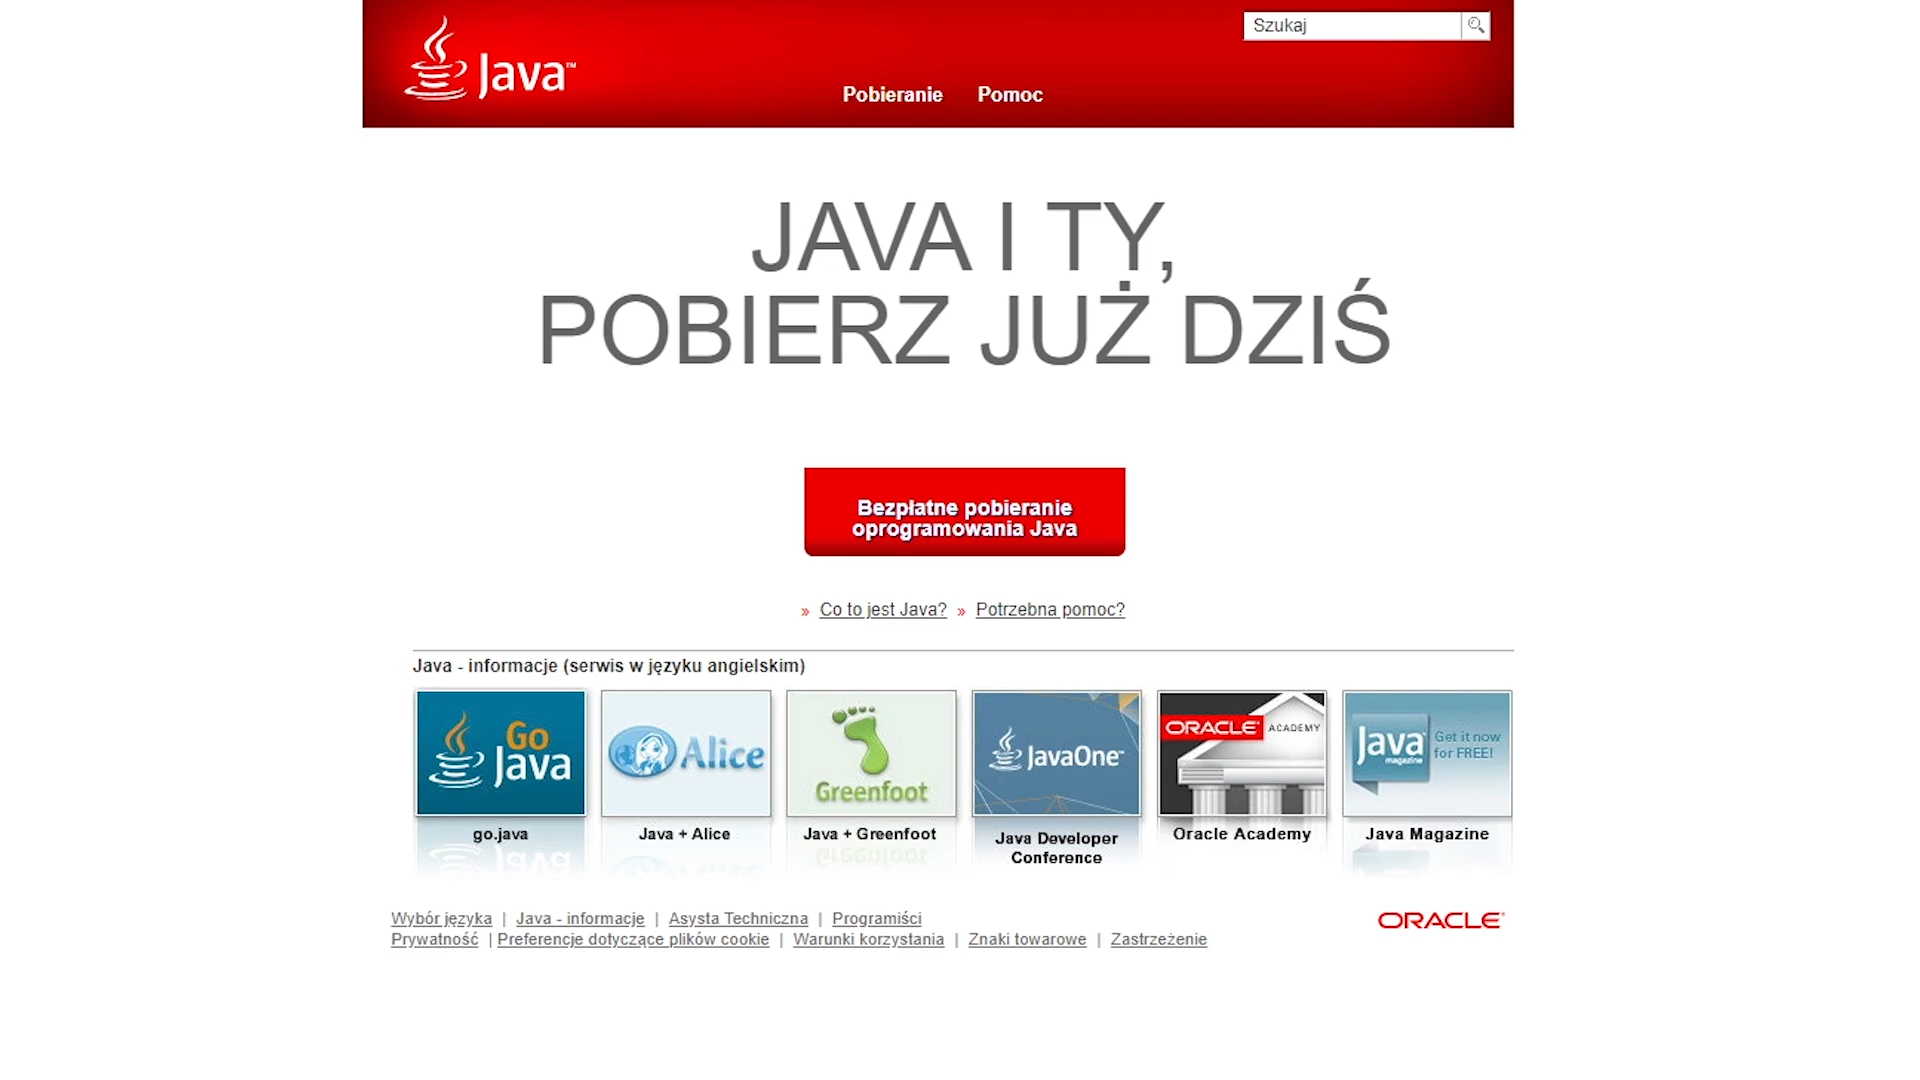 Java™
Szukaj
Pobieranie Pomoc
JAVA I TY,
POBIERZ JUŻ DZIŚ
Bezpłatne pobieranie
oprogramowania Java
» Co to jest Java? » Potrzebna pomoc?
Java - informacje (serwis w języku angielskim)
Go
Java
Alice
Greenfoot
JavaOne™
ORACLE® ACADEMY
Java magazine
Get it now
for FREE!
go.java
Java + Alice
Java + Greenfoot
Java Developer
Conference
Oracle Academy
Java Magazine
Wybór języka | Java - informacje | Asysta Techniczna | Programiści
Prywatność | Preferencje dotyczące plików cookie | Warunki korzystania | Znaki towarowe | Zastrzeżenie
ORACLE®